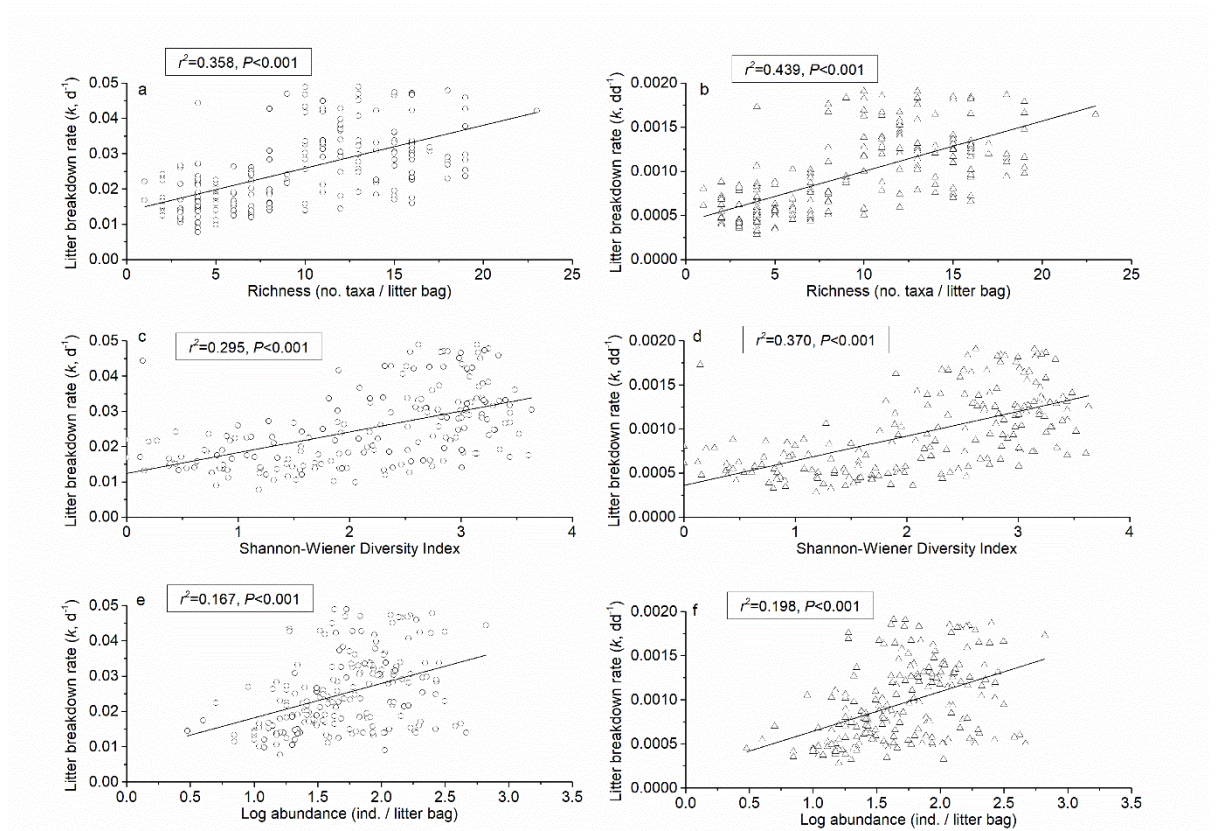 r²=0.358, P<0.001
a
Litter breakdown rate (k, d⁻¹)
0.05
0.04
0.03
0.02
0.01
0.00
0 5 10 15 20 25
Richness (no. taxa / litter bag)
r²=0.439, P<0.001
b
Litter breakdown rate (k, dd⁻¹)
0.0020
0.0015
0.0010
0.0005
0.0000
0 5 10 15 20 25
Richness (no. taxa / litter bag)
r²=0.295, P<0.001
c
Litter breakdown rate (k, d⁻¹)
0.05
0.04
0.03
0.02
0.01
0.00
0 1 2 3 4
Shannon-Wiener Diversity Index
r²=0.370, P<0.001
d
Litter brekdown rate (k, dd⁻¹)
0.0020
0.0015
0.0010
0.0005
0.0000
0 1 2 3 4
Shannon-Wiener Diversity Index
r²=0.167, P<0.001
e
Litter breakdown rate (k, d⁻¹)
0.05
0.04
0.03
0.02
0.01
0.00
0.0 0.5 1.0 1.5 2.0 2.5 3.0 3.5
Log abundance (ind. / litter bag)
r²=0.198, P<0.001
f
Litter breakdown rate (k, dd⁻¹)
0.0020
0.0015
0.0010
0.0005
0.0000
0.0 0.5 1.0 1.5 2.0 2.5 3.0 3.5
Log abundance (ind. / litter bag)